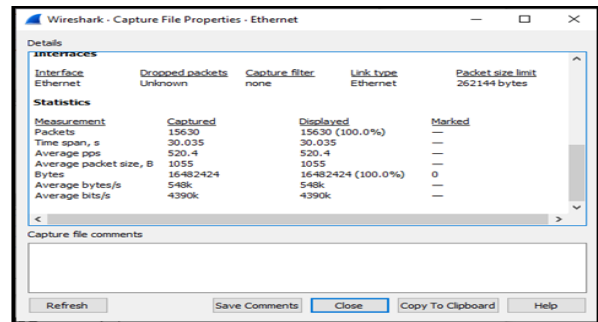 Wireshark - Capture File Properties - Ethernet
Details
Interfaces
Interface Dropped packets Capture filter Link type Packet size limit
Ethernet Unknown none Ethernet 262144 bytes
Statistics
Measurement Captured Displayed Marked
Packets 15630 15630 (100.0%) —
Time span, s 30.035 30.035 —
Average pps 520.4 520.4 —
Average packet size, B 1055 1055 —
Bytes 16482424 16482424 (100.0%) 0
Average bytes/s 548k 548k —
Average bits/s 4390k 4390k —
Capture file comments
Refresh Save Comments Close Copy To Clipboard Help